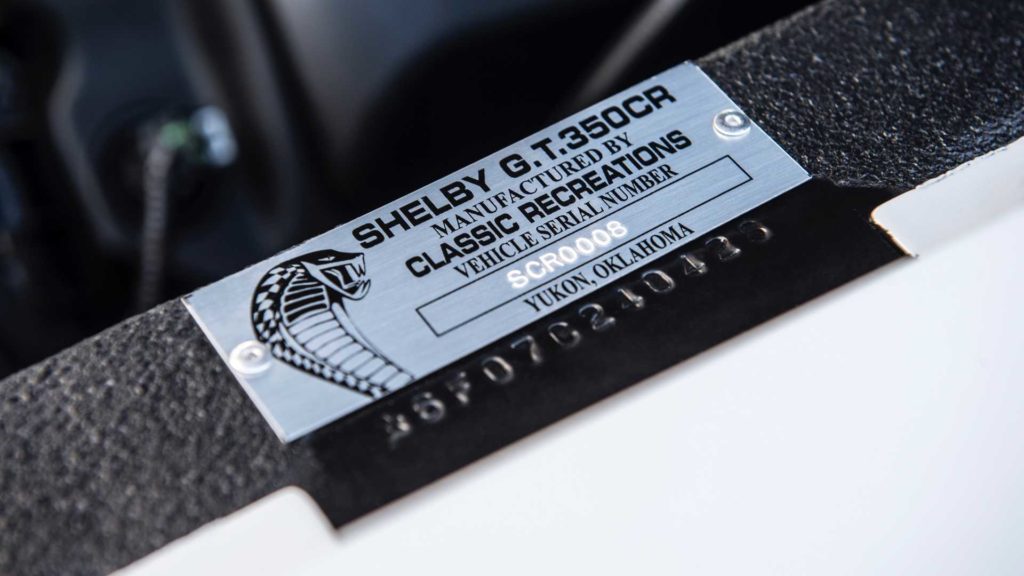 SHELBY G.T.350CR
MANUFACTURED BY
CLASSIC RECREATIONS
VEHICLE SERIAL NUMBER
SCR0008
YUKON, OKLAHOMA